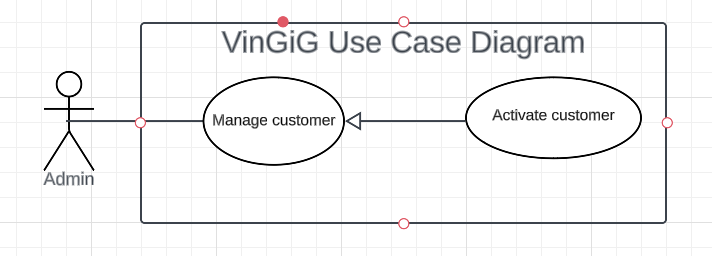 VinGiG Use Case Diagram
Manage customer
Activate customer
Admin